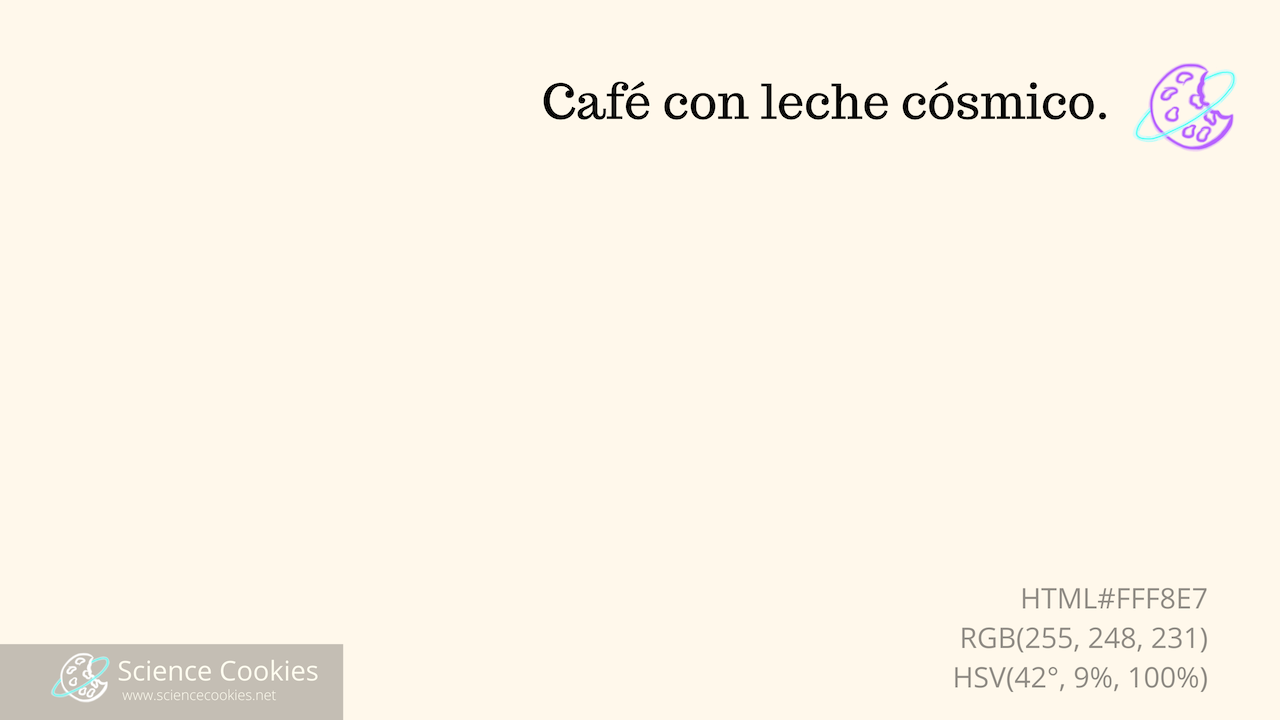 Café con leche cósmico.
HTML#FFF8E7
RGB(255, 248, 231)
HSV(42°, 9%, 100%)
Science Cookies
www.sciencecookies.net